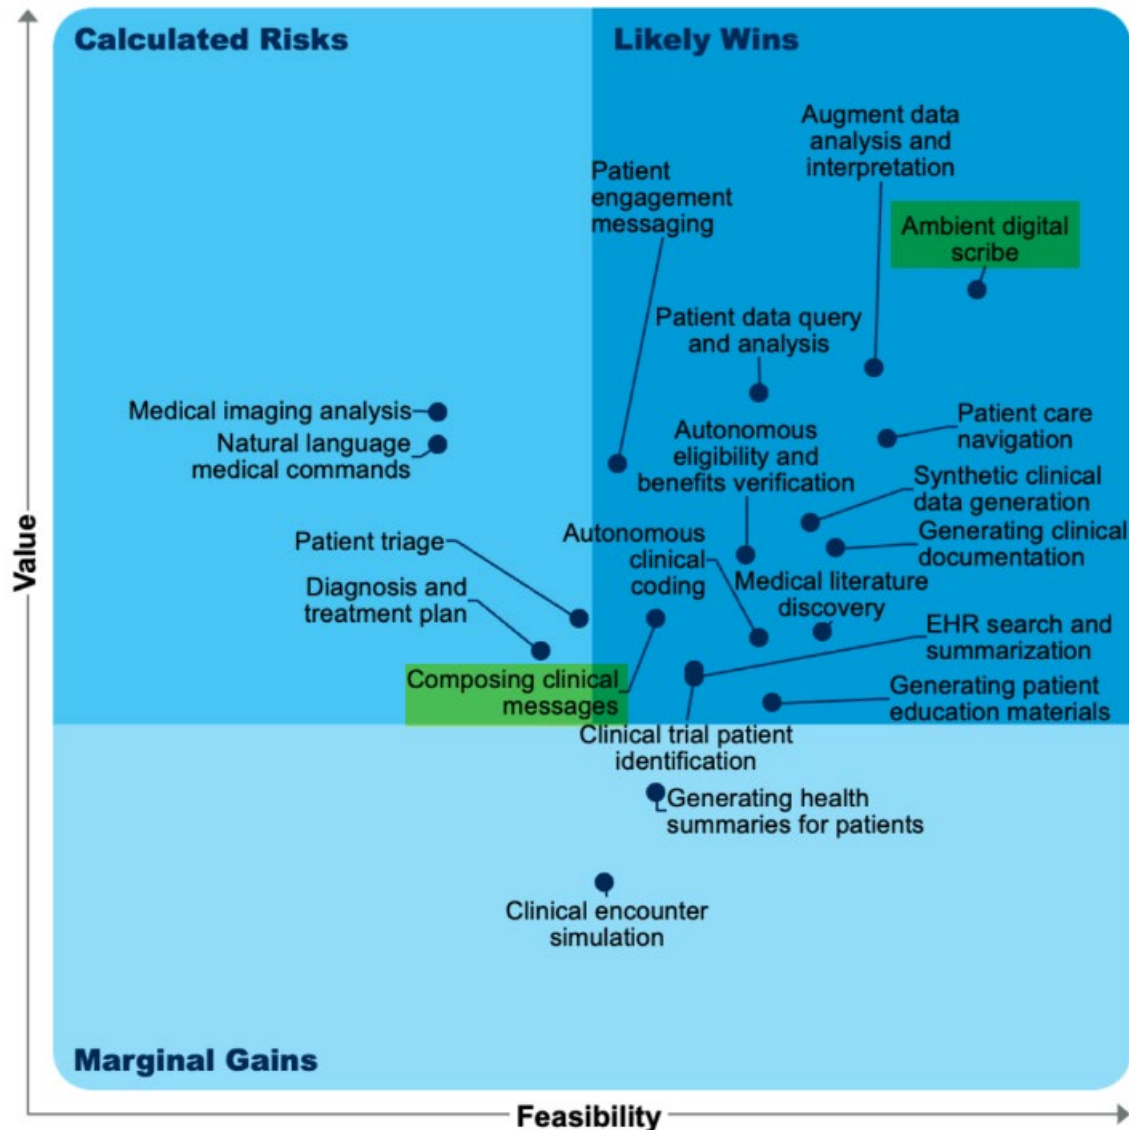 Calculated Risks
Likely Wins
Augment data
analysis and
interpretation
Patient
engagement
messaging
Ambient digital
scribe
Patient data query
and analysis
Medical imaging analysis
Natural language
medical commands
Patient care
navigation
Autonomous
eligibility and
benefits verification
Synthetic clinical
data generation
Patient triage
Autonomous
clinical
coding
Generating clinical
documentation
Diagnosis and
treatment plan
Medical literature
discovery
EHR search and
summarization
Composing clinical
messages
Generating patient
education materials
Clinical trial patient
identification
Generating health
summaries for patients
Clinical encounter
simulation
Marginal Gains
Value
Feasibility